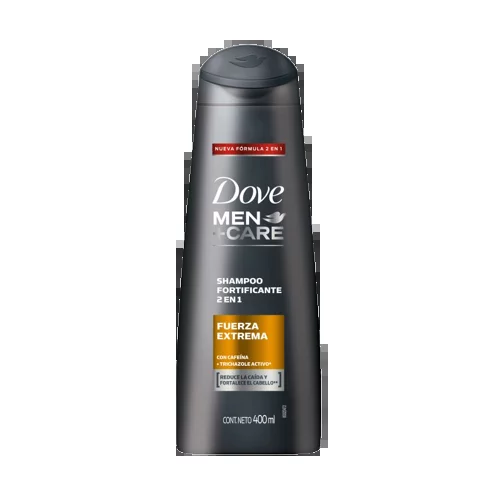 NUEVA FÓRMULA 2 EN 1
Dove
MEN
+CARE
SHAMPOO
FORTIFICANTE
2 EN 1
FUERZA
EXTREMA
CON CAFEÍNA
+ TRICHAZOLE ACTIVO*
REDUCE LA CAÍDA Y
FORTALECE EL CABELLO**
CONT. NETO 400 ml